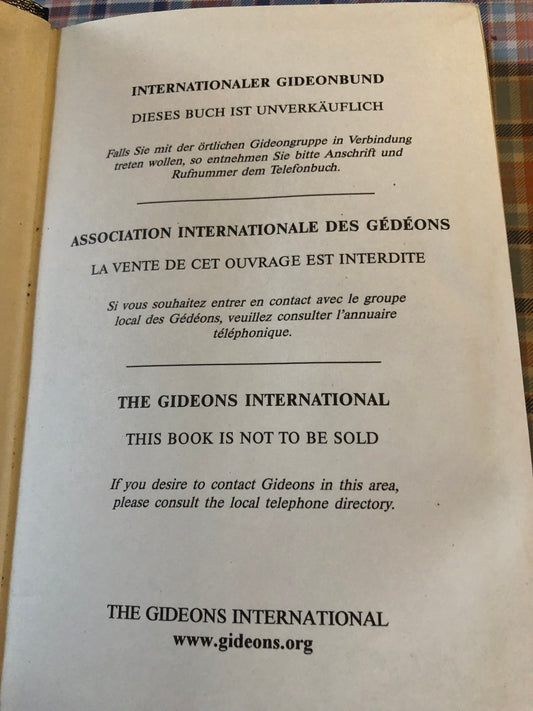 INTERNATIONALER GIDEONBUND
DIESES BUCH IST UNVERKÄUFLICH
Falls Sie mit der örtlichen Gideongruppe in Verbindung
treten wollen, so entnehmen Sie bitte Anschrift und
Rufnummer dem Telefonbuch.
ASSOCIATION INTERNATIONALE DES GÉDÉONS
LA VENTE DE CET OUVRAGE EST INTERDITE
Si vous souhaitez entrer en contact avec le groupe
local des Gédéons, veuillez consulter l'annuaire
téléphonique.
THE GIDEONS INTERNATIONAL
THIS BOOK IS NOT TO BE SOLD
If you desire to contact Gideons in this area,
please consult the local telephone directory.
THE GIDEONS INTERNATIONAL
www.gideons.org